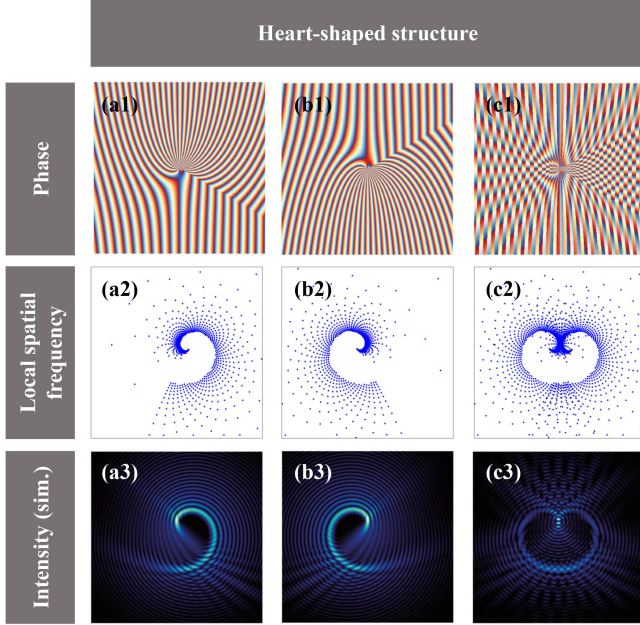 Heart-shaped structure
Phase
(a1)
(b1)
(c1)
Local spatial
frequency
(a2)
(b2)
(c2)
Intensity (sim.)
(a3)
(b3)
(c3)